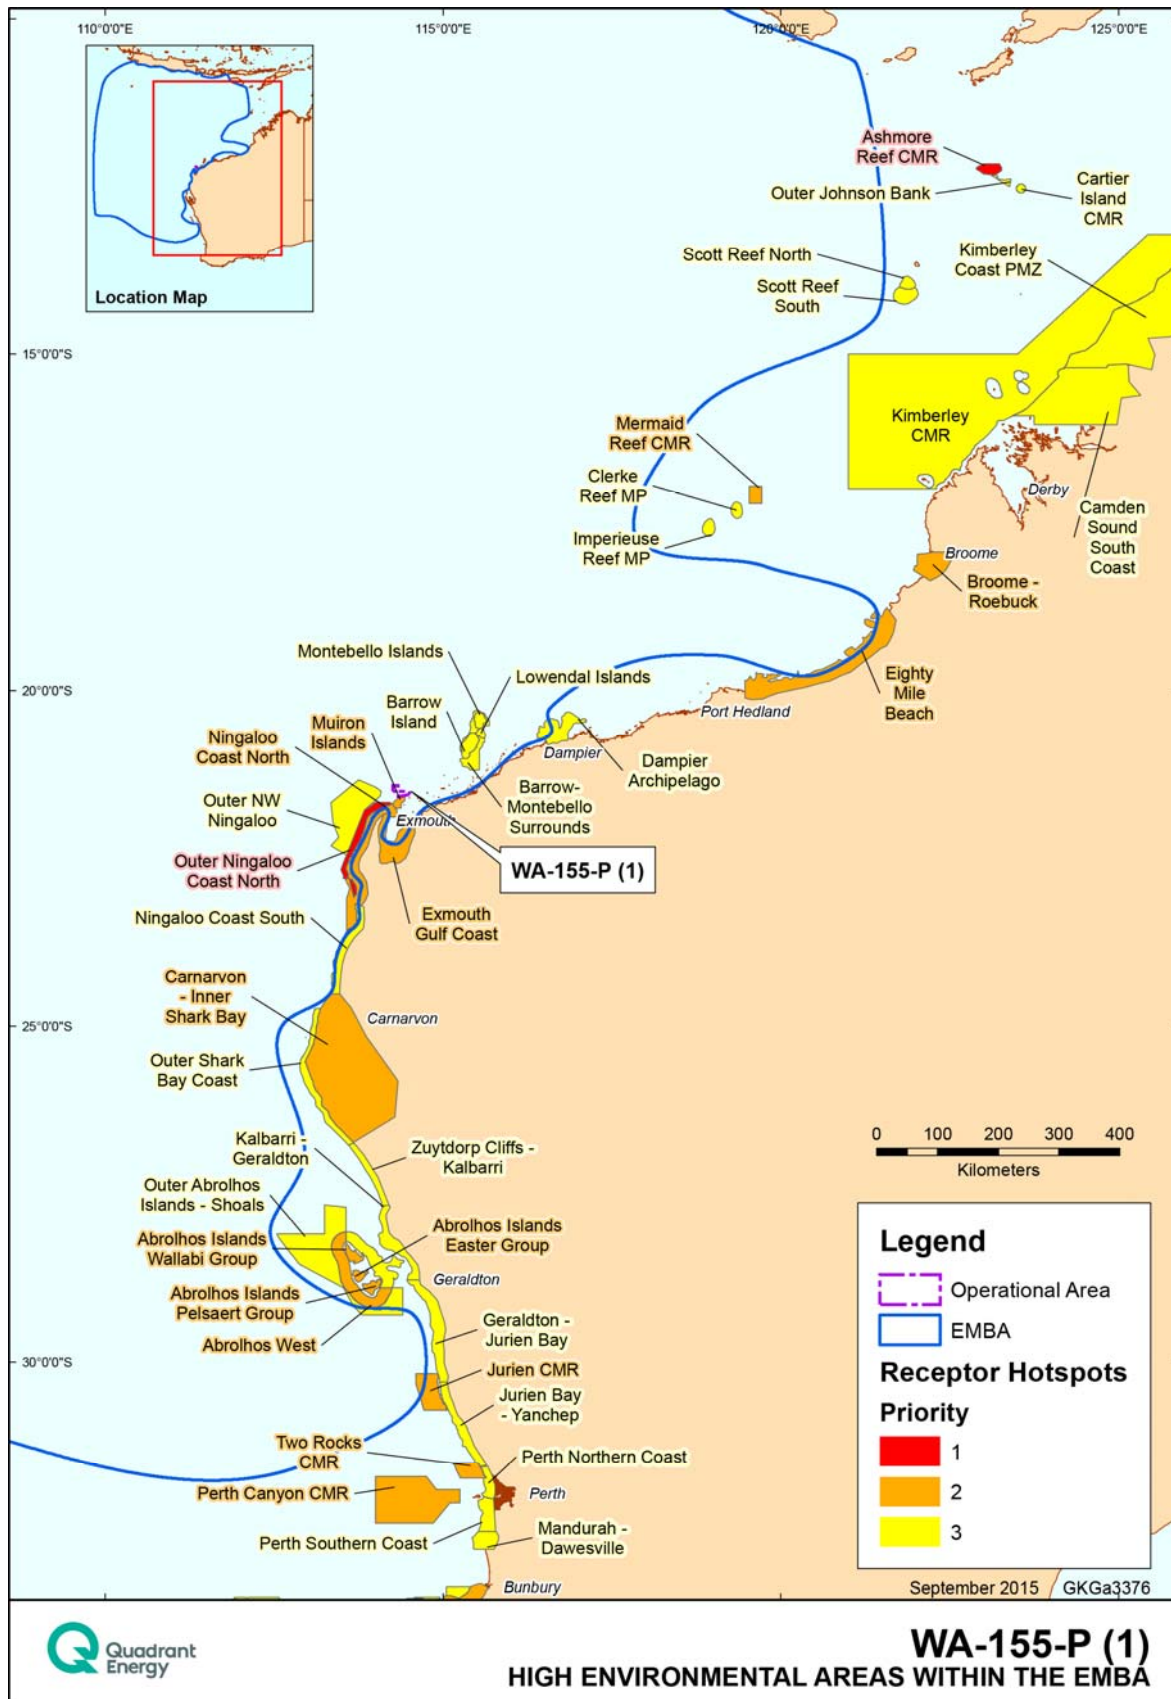 110°0'0"E
115°0'0"E
120°0'0"E
125°0'0"E
Location Map
Ashmore
Reef CMR
Outer Johnson Bank
Cartier
Island
CMR
Scott Reef North
Scott Reef
South
Kimberley
Coast PMZ
15°0'0"S
Mermaid
Reef CMR
Kimberley
CMR
Clerke
Reef MP
Derby
Imperieuse
Reef MP
Camden
Sound
South
Coast
Broome
Broome -
Roebuck
Montebello Islands
Lowendal Islands
Barrow
Island
Eighty
Mile
Beach
20°0'0"S
Port Hedland
Muiron
Islands
Ningaloo
Coast North
Dampier
Dampier
Archipelago
Outer NW
Ningaloo
Barrow-
Montebello
Surrounds
Exmouth
Outer Ningaloo
Coast North
WA-155-P (1)
Ningaloo Coast South
Exmouth
Gulf Coast
Carnarvon
- Inner
Shark Bay
Carnarvon
25°0'0"S
Outer Shark
Bay Coast
Kalbarri -
Geraldton
Zuytdorp Cliffs -
Kalbarri
Outer Abrolhos
Islands - Shoals
Abrolhos Islands
Wallabi Group
Abrolhos Islands
Easter Group
Geraldton
Abrolhos Islands
Pelsaert Group
Abrolhos West
Geraldton -
Jurien Bay
30°0'0"S
Jurien CMR
Jurien Bay
- Yanchep
Two Rocks
CMR
Perth Northern Coast
Perth Canyon CMR
Perth
Perth Southern Coast
Mandurah -
Dawesville
Bunbury
0 100 200 300 400
Kilometers
Legend
Operational Area
EMBA
Receptor Hotspots
Priority
1
2
3
September 2015 GKGa3376
Quadrant
Energy
WA-155-P (1)
HIGH ENVIRONMENTAL AREAS WITHIN THE EMBA